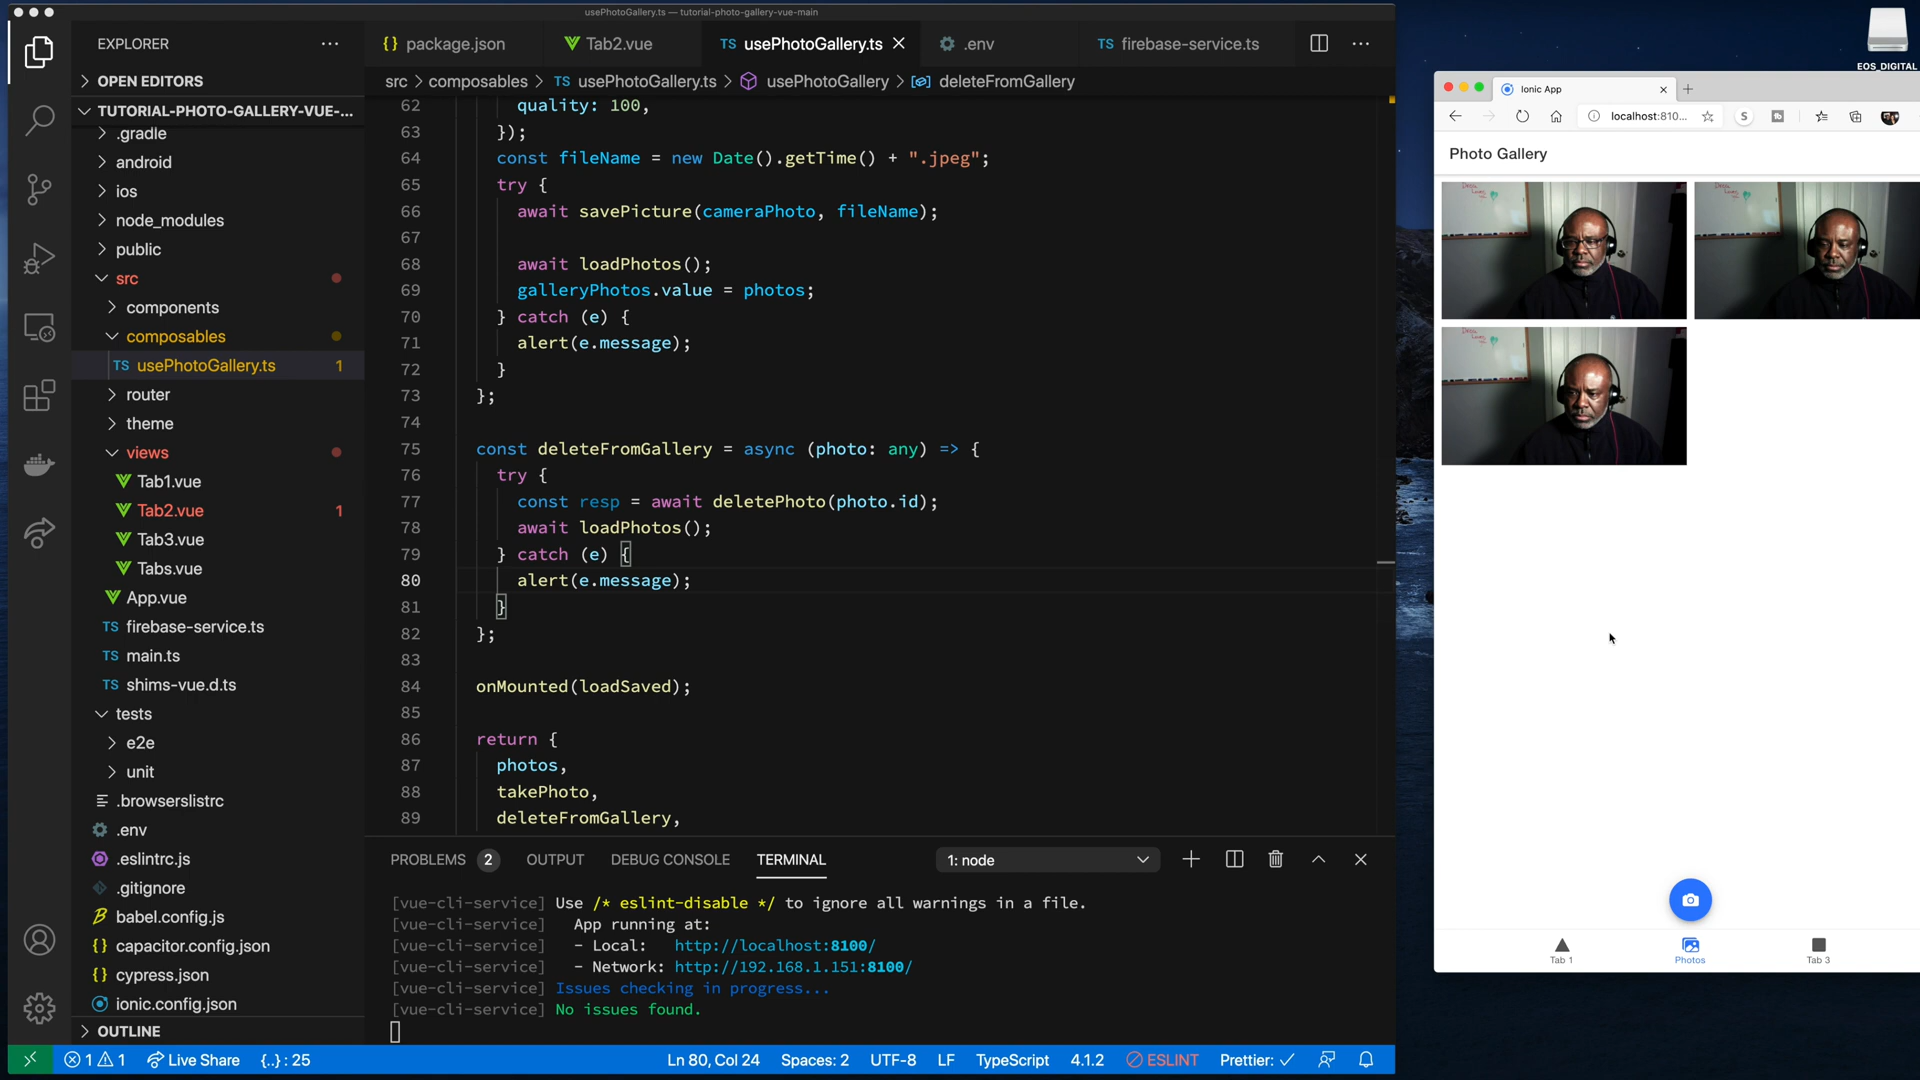 usePhotoGallery.ts — tutorial-photo-gallery-vue-main
EXPLORER
OPEN EDITORS
TUTORIAL-PHOTO-GALLERY-VUE-...
.gradle
android
ios
node_modules
public
src
components
composables
TS usePhotoGallery.ts 1
router
theme
views
Tab1.vue
Tab2.vue 1
Tab3.vue
Tabs.vue
App.vue
TS firebase-service.ts
TS main.ts
TS shims-vue.d.ts
tests
e2e
unit
.browserslistrc
.env
.eslintrc.js
.gitignore
babel.config.js
{} capacitor.config.json
{} cypress.json
ionic.config.json
OUTLINE
{} package.json
Tab2.vue
TS usePhotoGallery.ts
.env
TS firebase-service.ts
src > composables > TS usePhotoGallery.ts > usePhotoGallery > deleteFromGallery
62 quality: 100,
63 });
64 const fileName = new Date().getTime() + ".jpeg";
65 try {
66 await savePicture(cameraPhoto, fileName);
67
68 await loadPhotos();
69 galleryPhotos.value = photos;
70 } catch (e) {
71 alert(e.message);
72 }
73 };
74
75 const deleteFromGallery = async (photo: any) => {
76 try {
77 const resp = await deletePhoto(photo.id);
78 await loadPhotos();
79 } catch (e) {
80 alert(e.message);
81 }
82 };
83
84 onMounted(loadSaved);
85
86 return {
87 photos,
88 takePhoto,
89 deleteFromGallery,
PROBLEMS 2 OUTPUT DEBUG CONSOLE TERMINAL 1: node
[vue-cli-service] Use /* eslint-disable */ to ignore all warnings in a file.
[vue-cli-service] App running at:
[vue-cli-service] - Local: http://localhost:8100/
[vue-cli-service] - Network: http://192.168.1.151:8100/
[vue-cli-service] Issues checking in progress...
[vue-cli-service] No issues found.
1 1 Live Share {..} : 25 Ln 80, Col 24 Spaces: 2 UTF-8 LF TypeScript 4.1.2 ESLINT Prettier: ✓
EOS_DIGITAL
Ionic App
localhost:810...
S
Photo Gallery
Tab 1
Photos
Tab 3